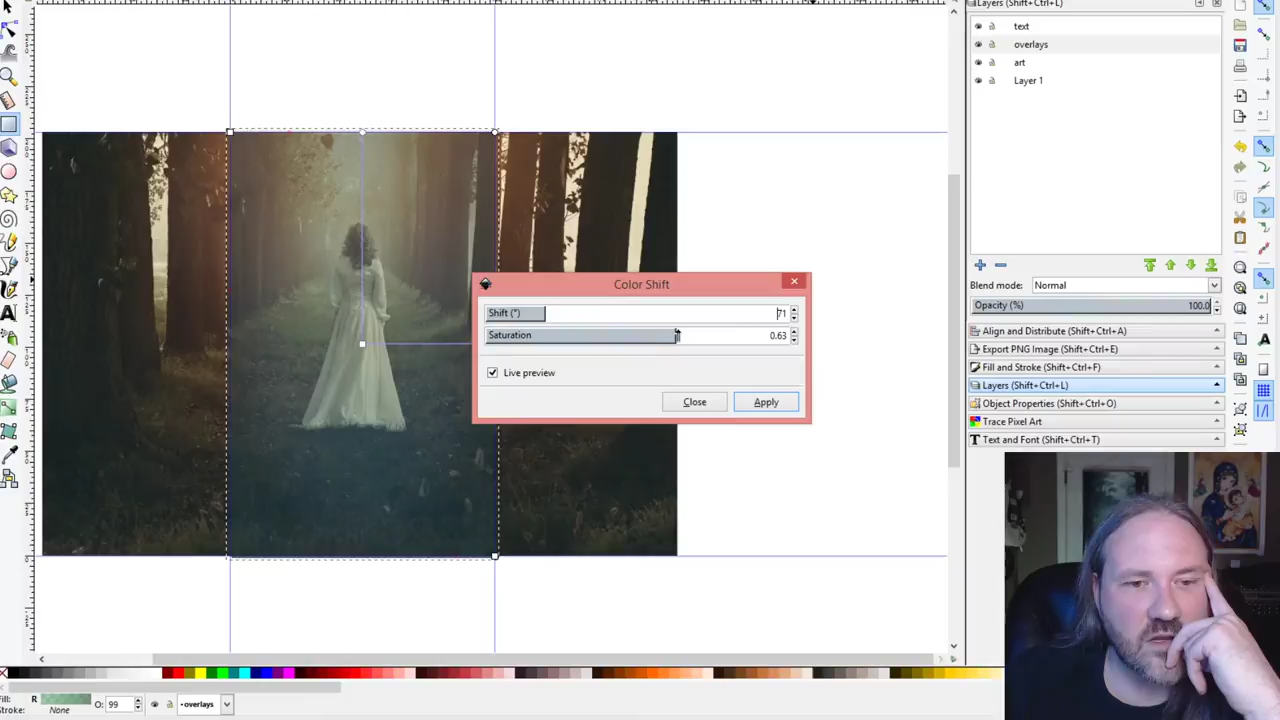 Layers (Shift+Ctrl+L)
text
overlays
art
Layer 1
Blend mode: Normal
Opacity (%) 100.0
Align and Distribute (Shift+Ctrl+A)
Export PNG Image (Shift+Ctrl+E)
Fill and Stroke (Shift+Ctrl+F)
Layers (Shift+Ctrl+L)
Object Properties (Shift+Ctrl+O)
Trace Pixel Art
Text and Font (Shift+Ctrl+T)
Color Shift
Shift (°) 71
Saturation 0.63
Live preview
Close Apply
Fill: R O: 99 •overlays
Stroke: None